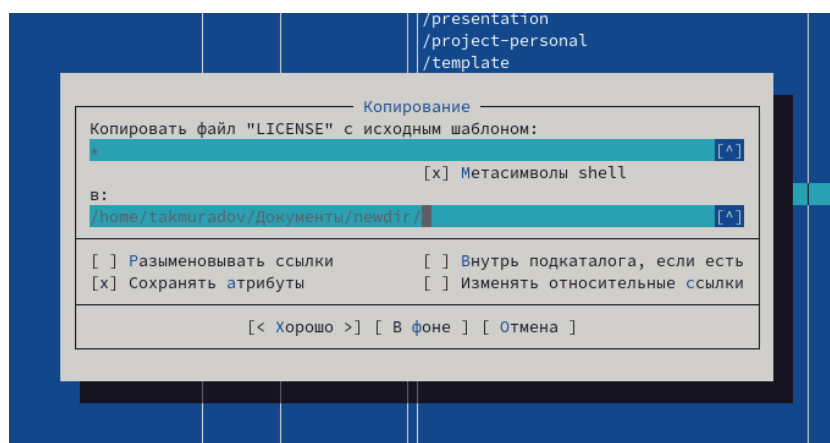 /presentation
/project-personal
/template
Копирование
Копировать файл "LICENSE" с исходным шаблоном:
* [^]
[x] Метасимволы shell
в:
/home/takmuradov/Документы/newdir/ [^]
[ ] Разыменовывать ссылки [ ] Внутрь подкаталога, если есть
[x] Сохранять атрибуты [ ] Изменять относительные ссылки
[< Хорошо >] [ В фоне ] [ Отмена ]